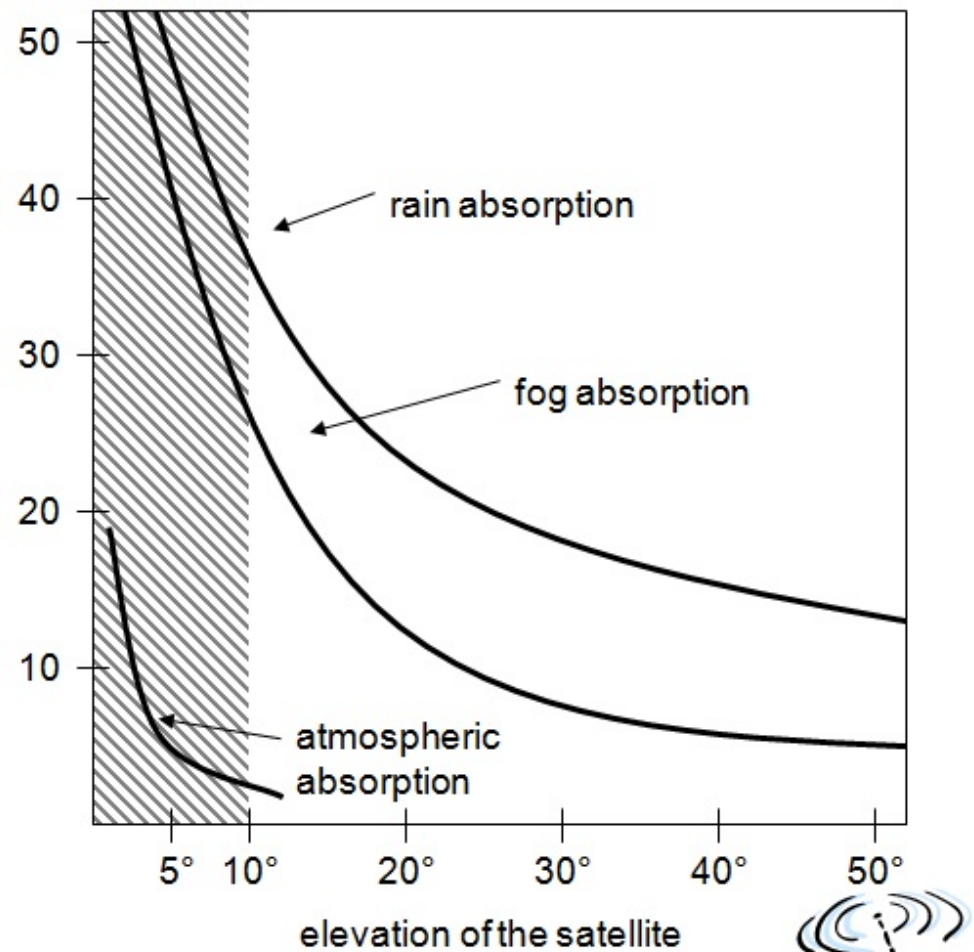 50
40
rain absorption
30
fog absorption
20
10
atmospheric
absorption
5° 10° 20° 30° 40° 50°
elevation of the satellite